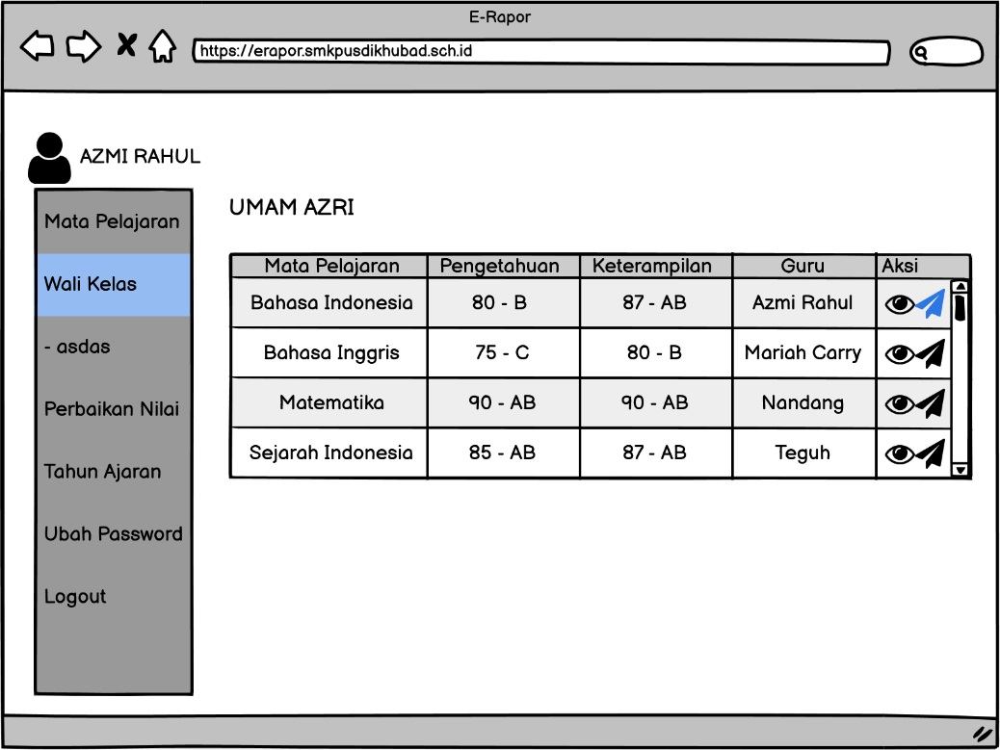 E-Rapor
https://erapor.smkpusdikhubad.sch.id
AZMI RAHUL
Mata Pelajaran
Wali Kelas
- asdas
Perbaikan Nilai
Tahun Ajaran
Ubah Password
Logout
UMAM AZRI
Mata Pelajaran Pengetahuan Keterampilan Guru Aksi
Bahasa Indonesia 80 - B 87 - AB Azmi Rahul
Bahasa Inggris 75 - C 80 - B Mariah Carry
Matematika 90 - AB 90 - AB Nandang
Sejarah Indonesia 85 - AB 87 - AB Teguh